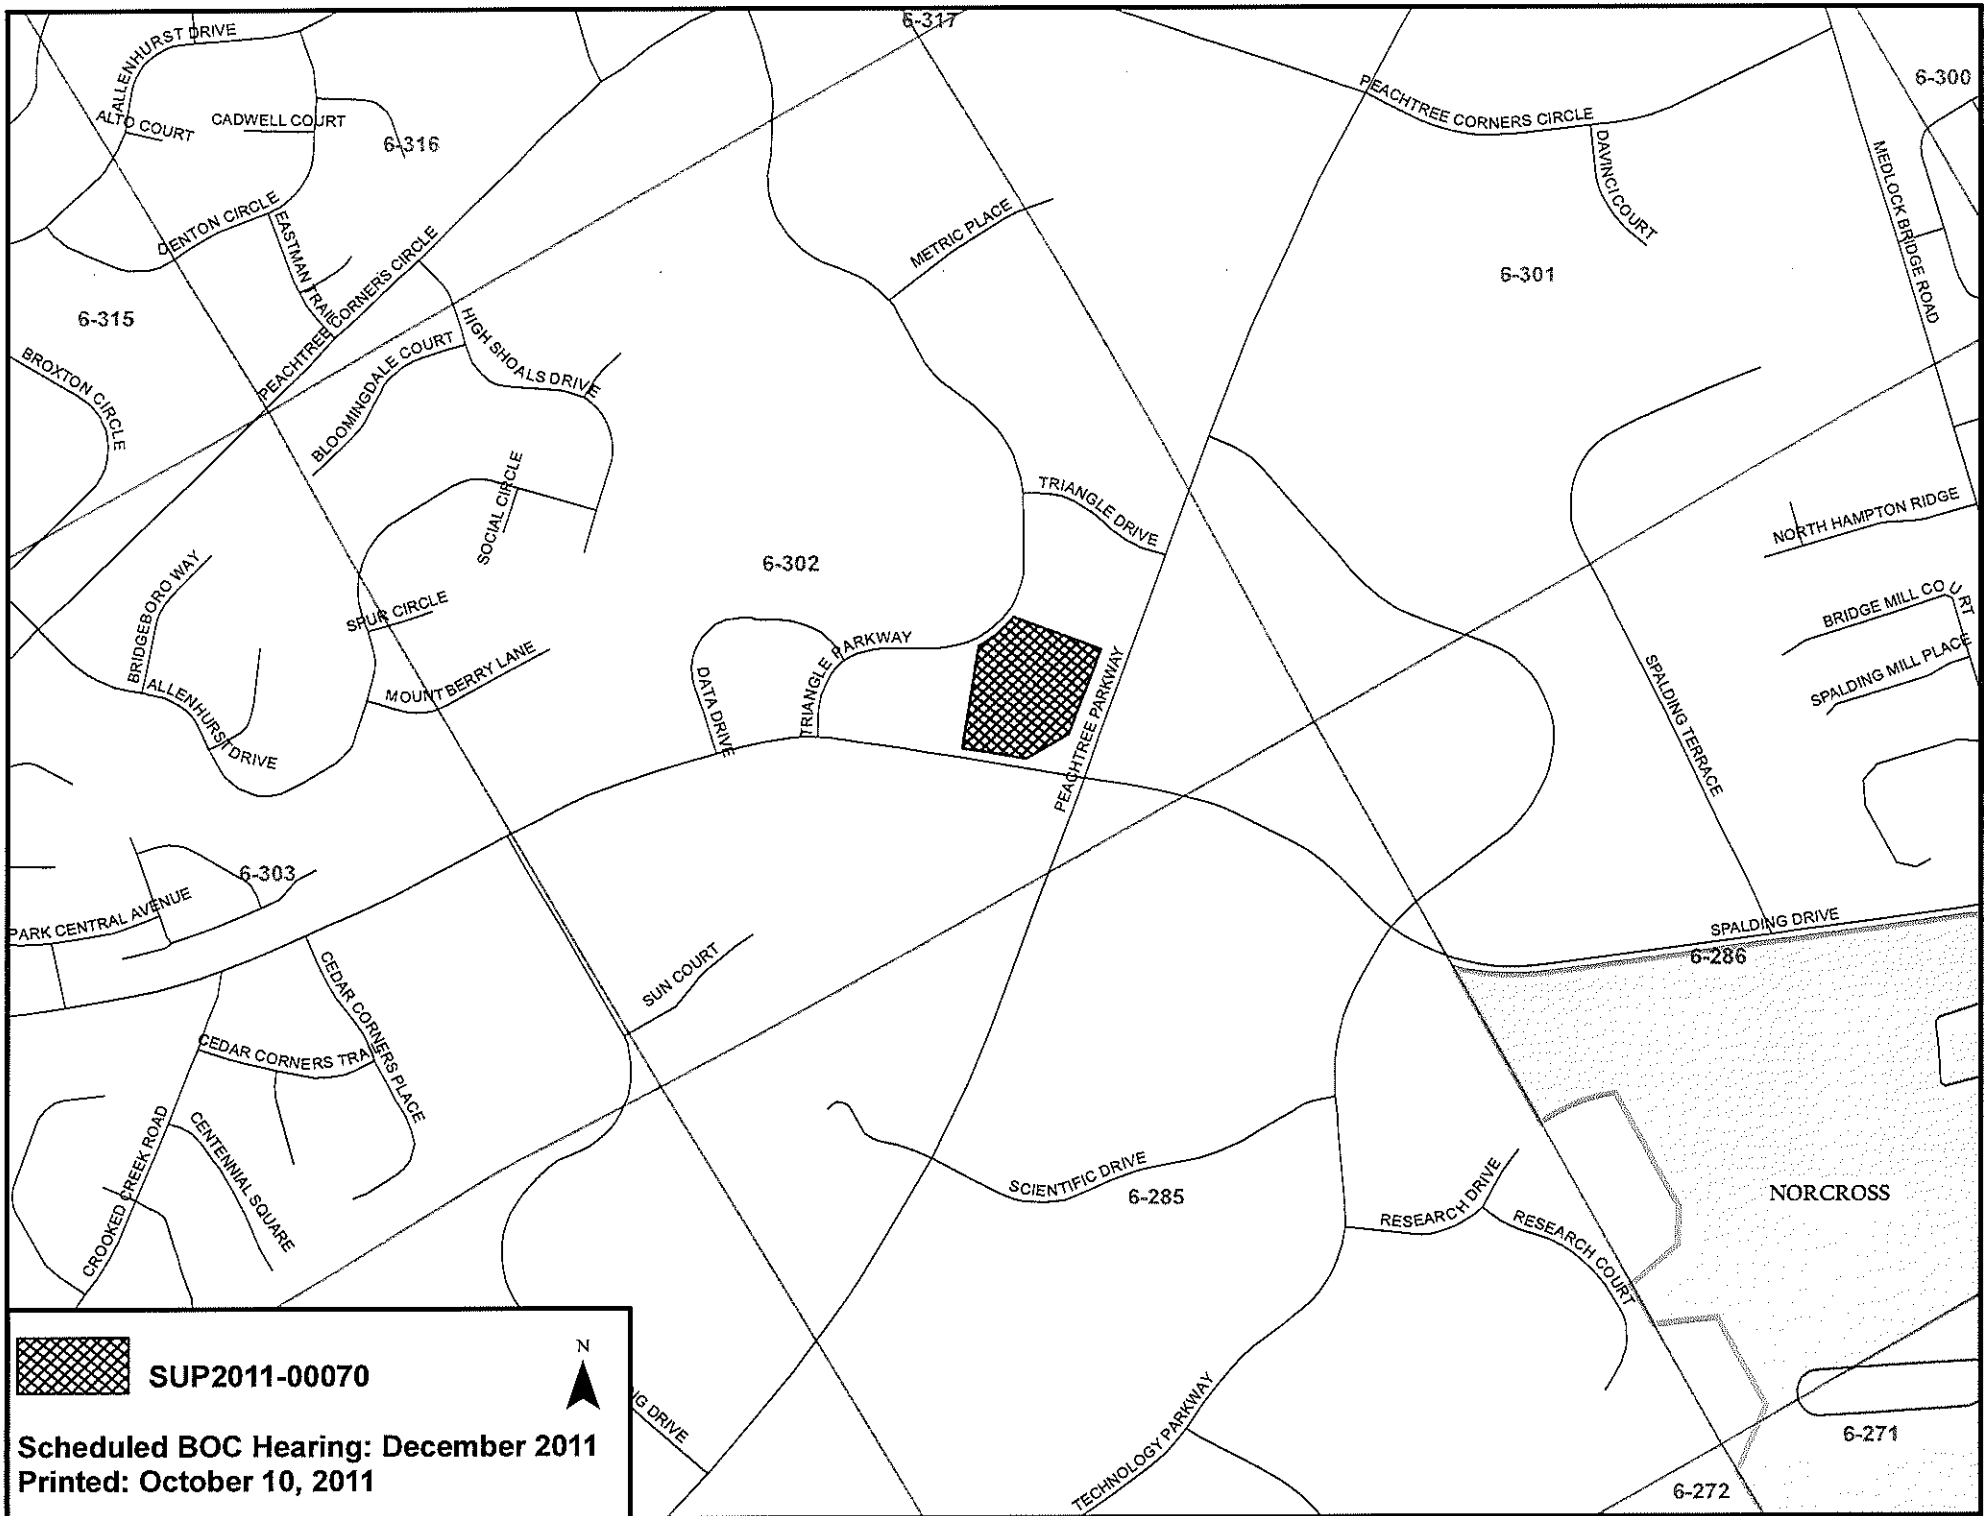 6-317
ALLENHURST DRIVE
6-300
PEACHTREE CORNERS CIRCLE
ALTO COURT
CADWELL COURT
6-316
DAVINCI COURT
MEDLOCK BRIDGE ROAD
DENTON CIRCLE
EASTMAN TRAIL
METRIC PLACE
PEACHTREE CORNERS CIRCLE
6-301
6-315
HIGH SHOALS DRIVE
BROXTON CIRCLE
BLOOMINGDALE COURT
SOCIAL CIRCLE
TRIANGLE DRIVE
NORTH HAMPTON RIDGE
6-302
BRIDGEBORO WAY
SPUR CIRCLE
BRIDGE MILL COURT
TRIANGLE PARKWAY
MOUNT BERRY LANE
SPALDING MILL PLACE
DATA DRIVE
PEACHTREE PARKWAY
SPALDING TERRACE
ALLENHURST DRIVE
6-303
PARK CENTRAL AVENUE
SPALDING DRIVE
6-286
SUN COURT
CEDAR CORNERS PLACE
CEDAR CORNERS TRA
CROOKED CREEK ROAD
CENTENNIAL SQUARE
SCIENTIFIC DRIVE
6-285
RESEARCH DRIVE
NORCROSS
RESEARCH COURT
N
SUP2011-00070
NG DRIVE
TECHNOLOGY PARKWAY
6-271
Scheduled BOC Hearing: December 2011
Printed: October 10, 2011
6-272